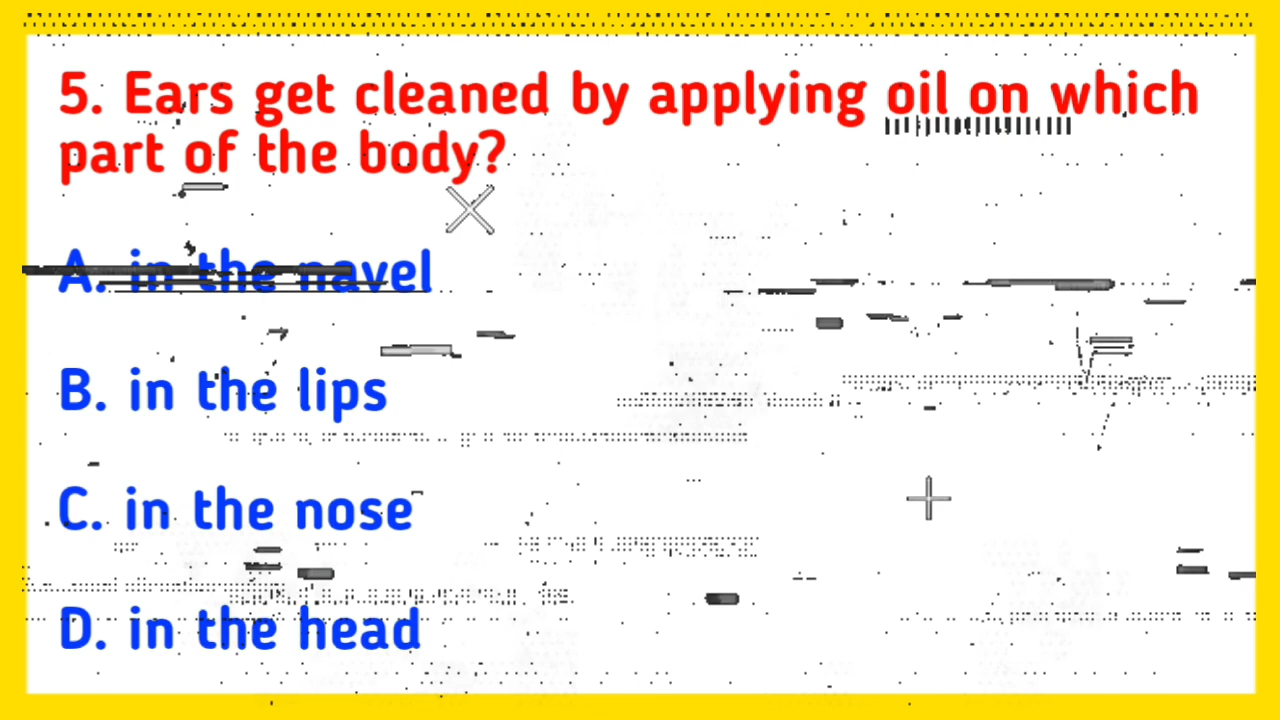 5. Ears get cleaned by applying oil on which
part of the body?
A. in the navel
B. in the lips
C. in the nose
D. in the head